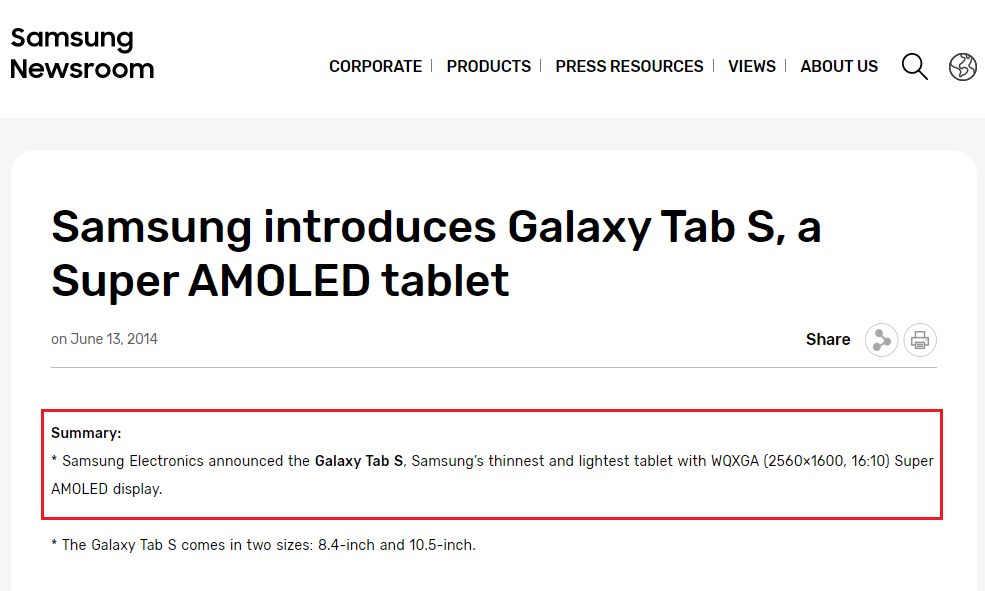 Samsung
Newsroom
CORPORATE | PRODUCTS | PRESS RESOURCES | VIEWS | ABOUT US
Samsung introduces Galaxy Tab S, a
Super AMOLED tablet
on June 13, 2014
Share
Summary:
* Samsung Electronics announced the Galaxy Tab S, Samsung’s thinnest and lightest tablet with WQXGA (2560×1600, 16:10) Super
AMOLED display.
* The Galaxy Tab S comes in two sizes: 8.4-inch and 10.5-inch.